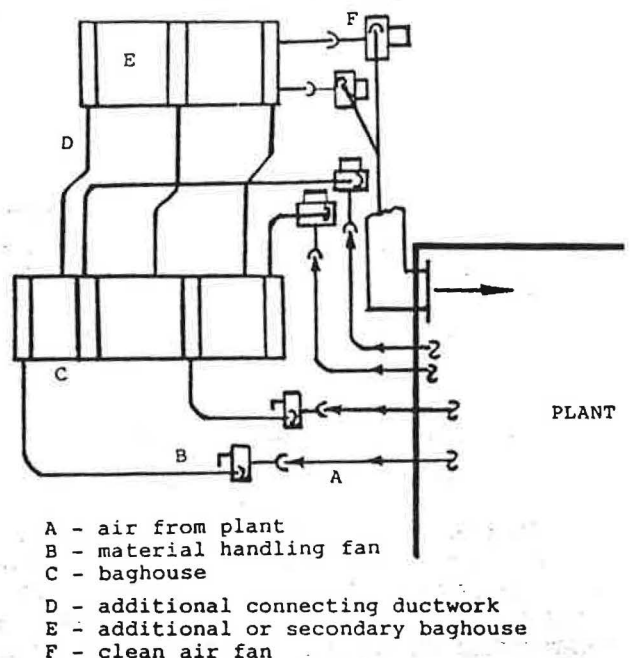 F
E
D
C
B
A
PLANT
A - air from plant
B - material handling fan
C - baghouse
D - additional connecting ductwork
E - additional or secondary baghouse
F - clean air fan